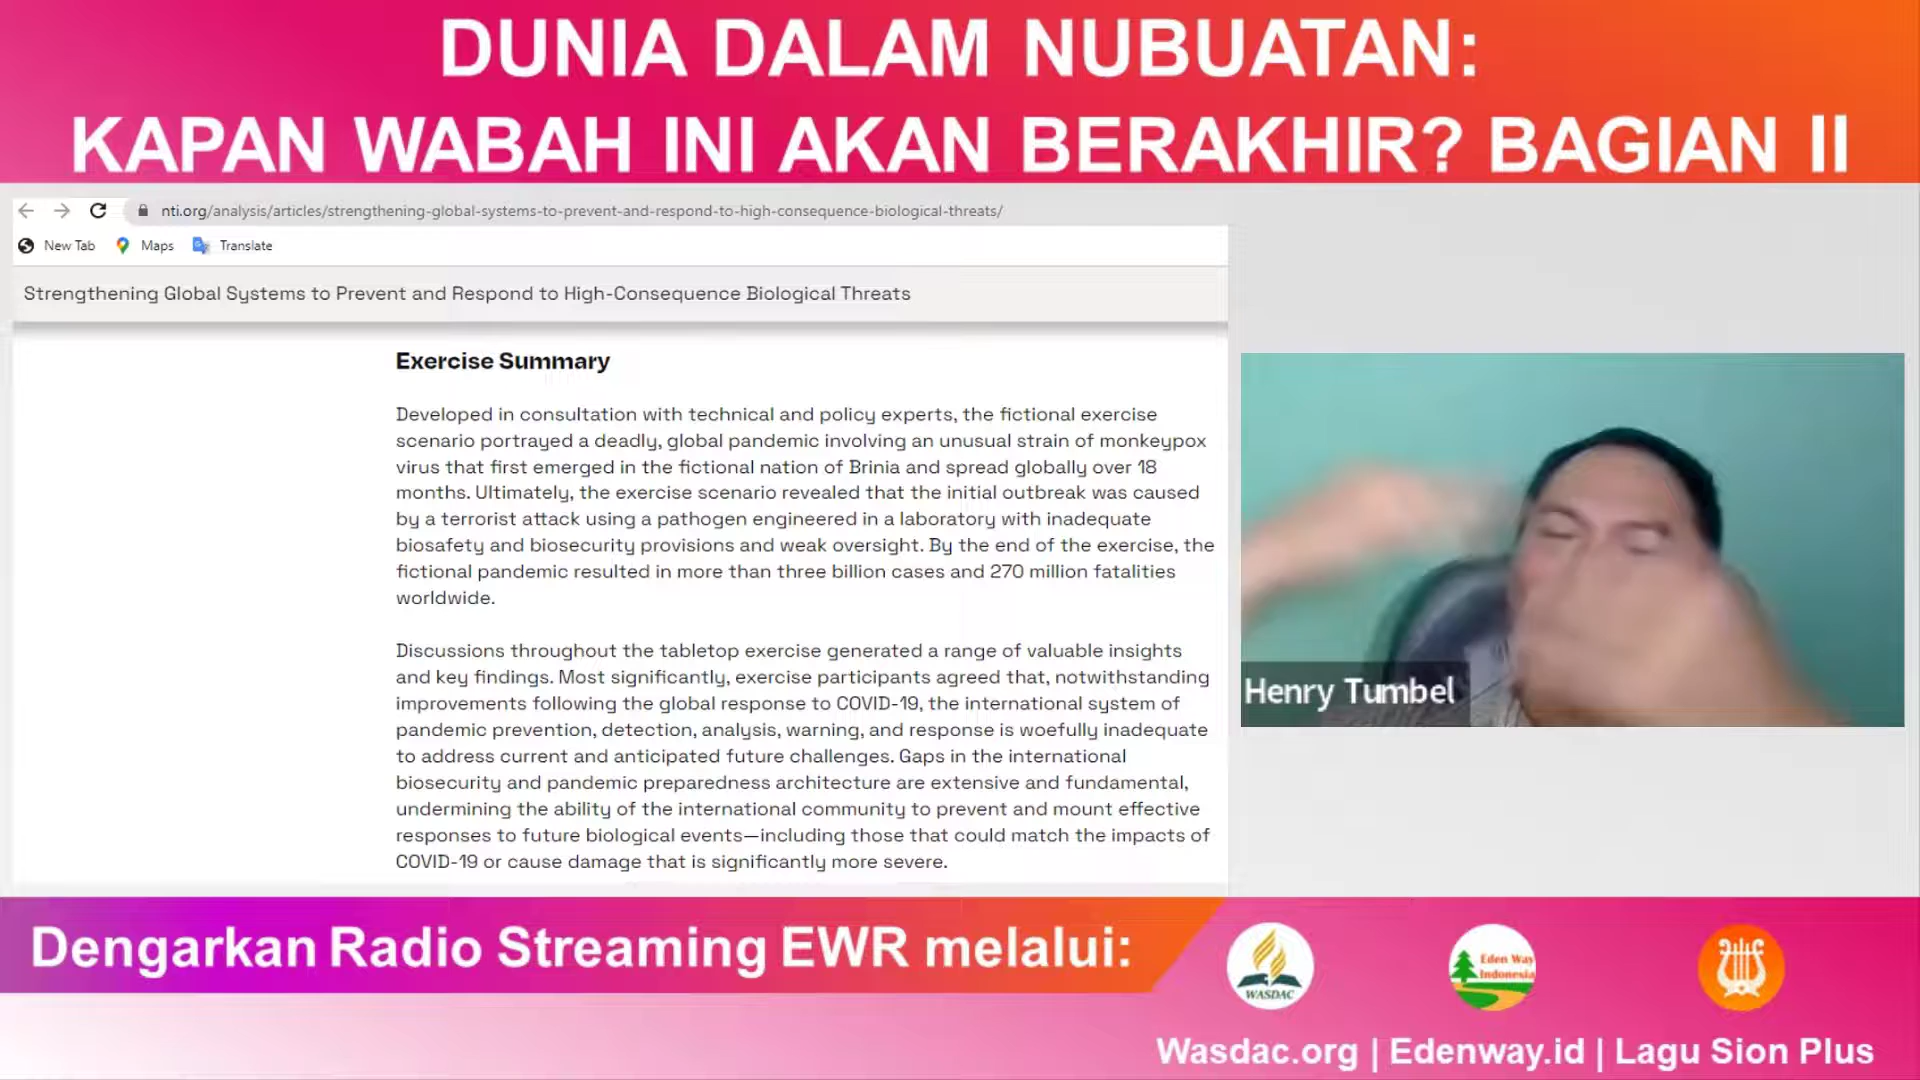 DUNIA DALAM NUBUATAN:
KAPAN WABAH INI AKAN BERAKHIR? BAGIAN II
nti.org/analysis/articles/strengthening-global-systems-to-prevent-and-respond-to-high-consequence-biological-threats/
New Tab Maps Translate
Strengthening Global Systems to Prevent and Respond to High-Consequence Biological Threats
Exercise Summary
Developed in consultation with technical and policy experts, the fictional exercise
scenario portrayed a deadly, global pandemic involving an unusual strain of monkeypox
virus that first emerged in the fictional nation of Brinia and spread globally over 18
months. Ultimately, the exercise scenario revealed that the initial outbreak was caused
by a terrorist attack using a pathogen engineered in a laboratory with inadequate
biosafety and biosecurity provisions and weak oversight. By the end of the exercise, the
fictional pandemic resulted in more than three billion cases and 270 million fatalities
worldwide.
Discussions throughout the tabletop exercise generated a range of valuable insights
and key findings. Most significantly, exercise participants agreed that, notwithstanding
improvements following the global response to COVID-19, the international system of
pandemic prevention, detection, analysis, warning, and response is woefully inadequate
to address current and anticipated future challenges. Gaps in the international
biosecurity and pandemic preparedness architecture are extensive and fundamental,
undermining the ability of the international community to prevent and mount effective
responses to future biological events—including those that could match the impacts of
COVID-19 or cause damage that is significantly more severe.
Henry Tumbel
Dengarkan Radio Streaming EWR melalui:
WASDAC
Eden Way
Indonesia
Wasdac.org | Edenway.id | Lagu Sion Plus